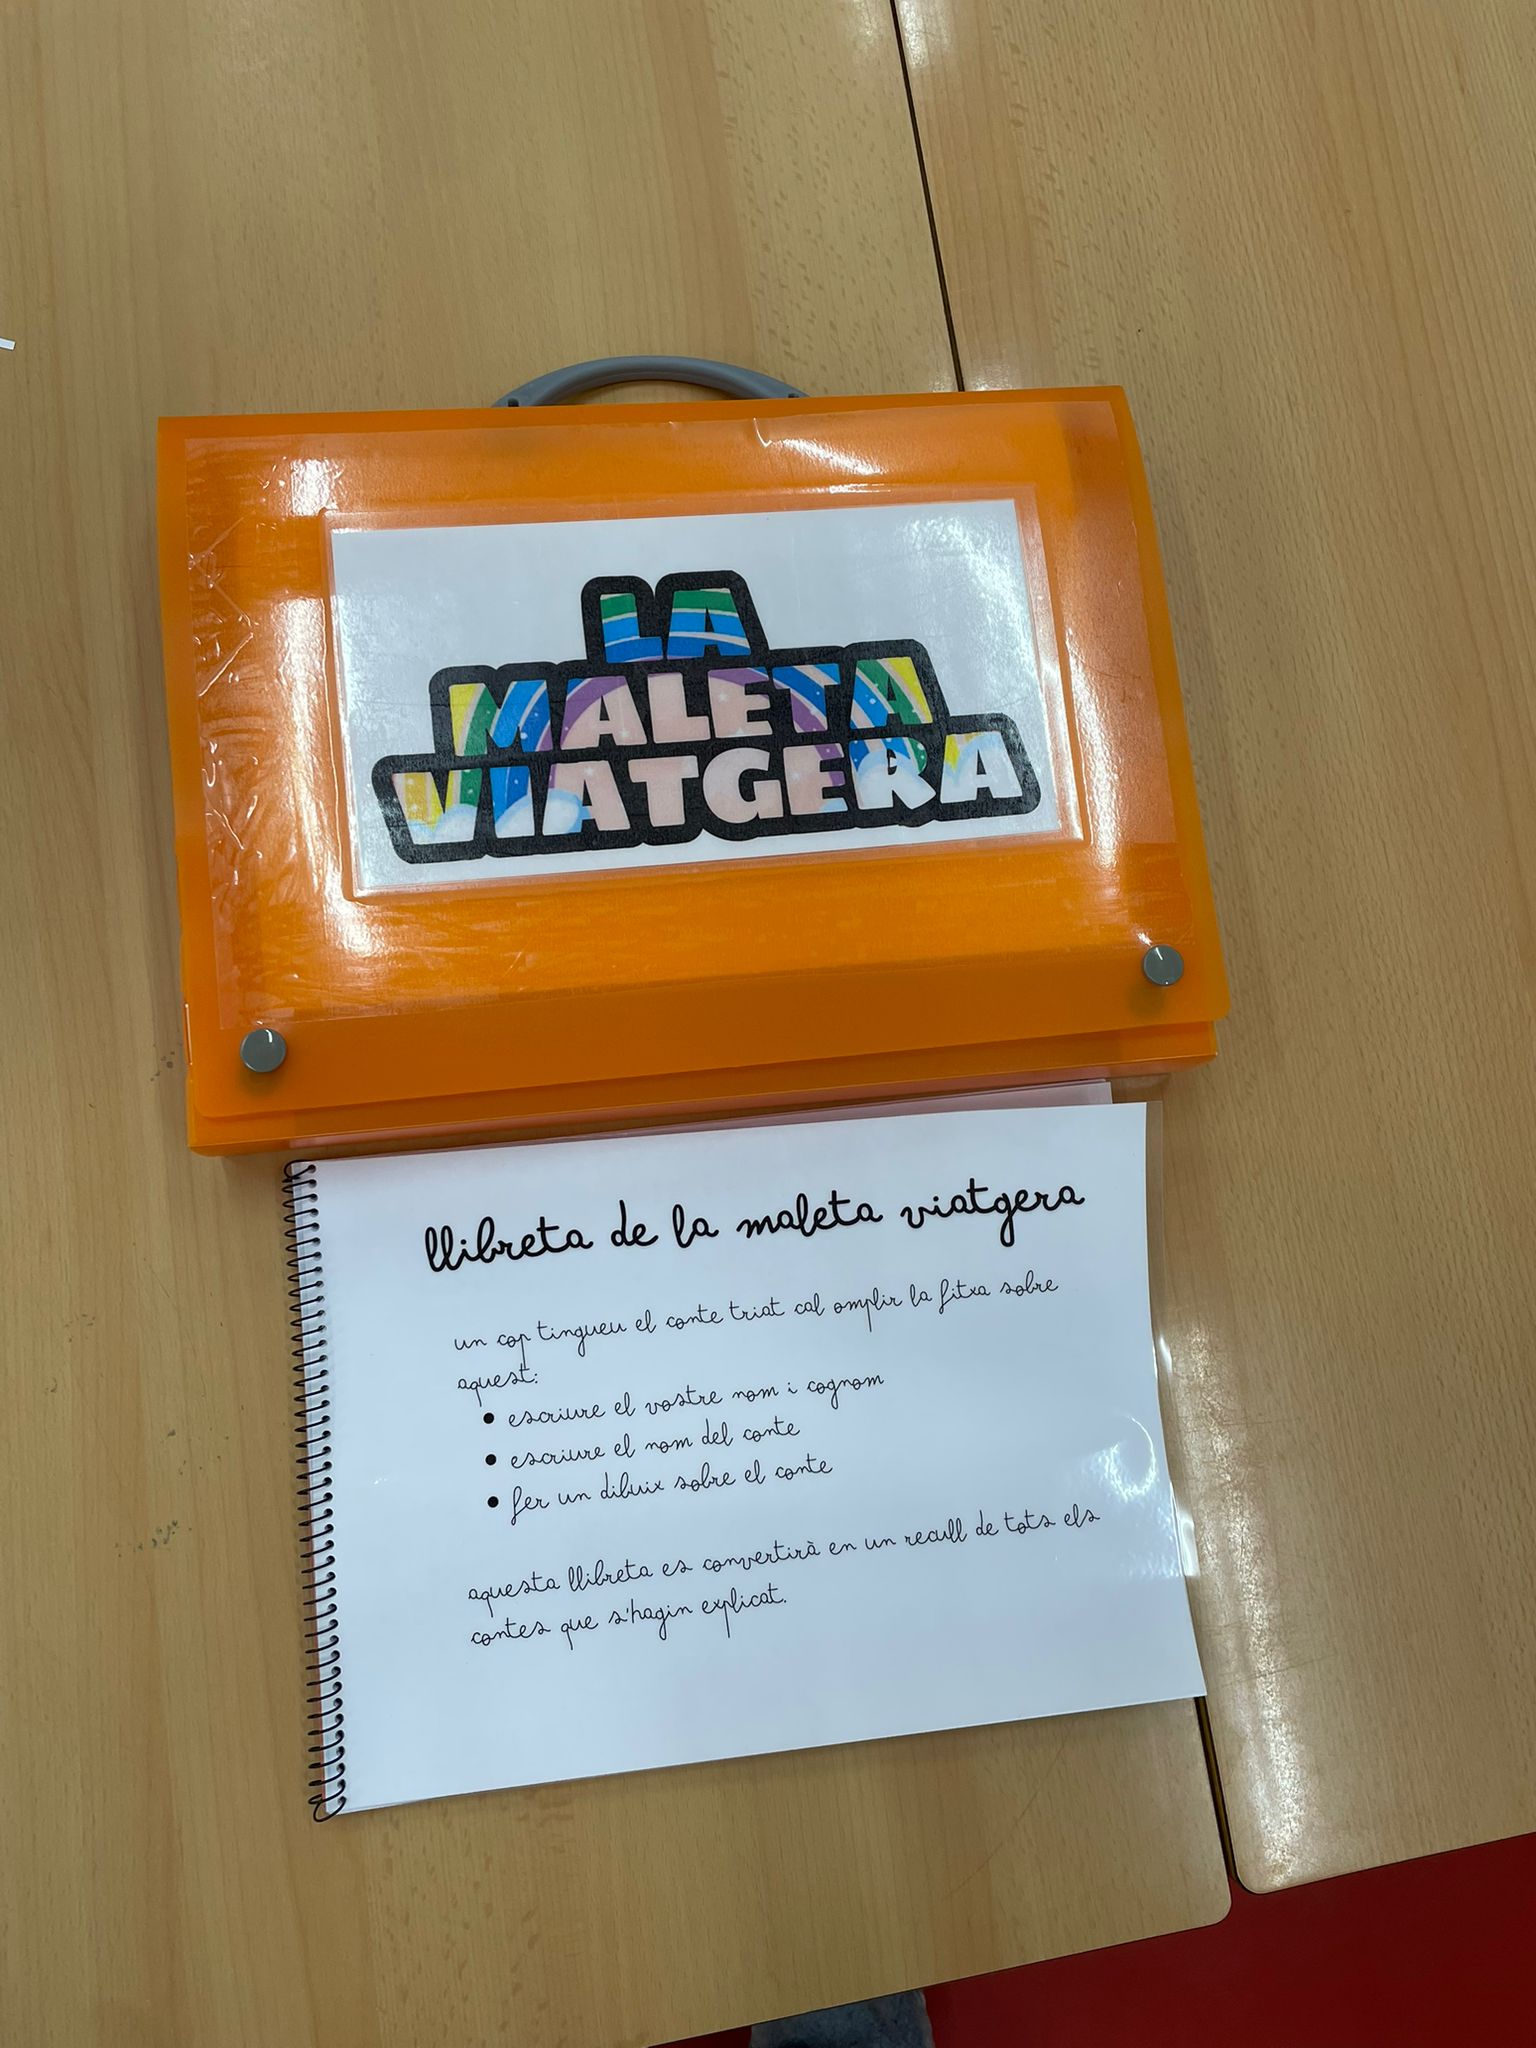 LA
MALETA
VIATGERA
llibreta de la maleta viatgera
un cop tingueu el conte triat cal omplir la fitxa sobre
aquest:
• escriure el vostre nom i cognom
• escriure el nom del conte
• fer un dibuix sobre el conte
aquesta llibreta es convertirà en un recull de tots els
contes que s'hagin explicat.